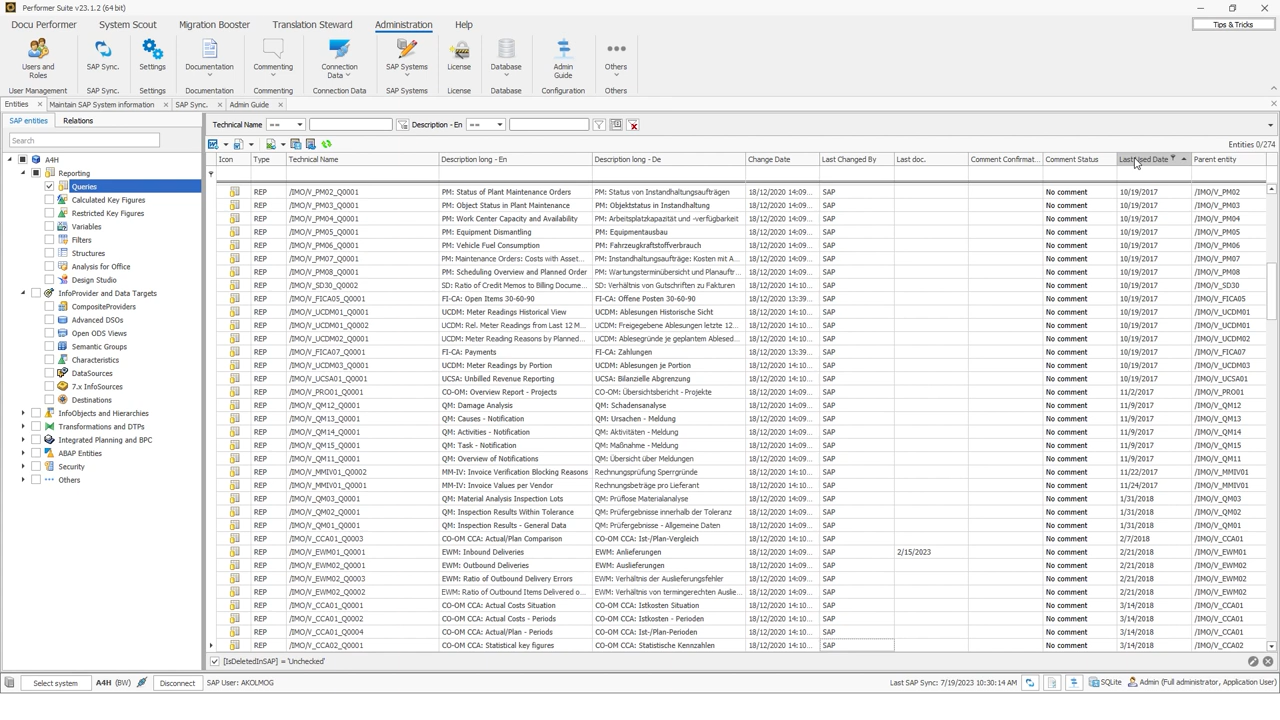 Performer Suite v23.1.2 (64 bit)
Docu Performer System Scout Migration Booster Translation Steward Administration Help Tips & Tricks
Users and Roles SAP Sync. Settings Documentation Commenting Connection Data SAP Systems License Database Admin Guide Others
User Management SAP Sync. Settings Documentation Commenting Connection Data SAP Systems License Database Configuration Others
Entities Maintain SAP System information SAP Sync. Admin Guide
SAP entities Relations
Search
A4H
Reporting
Queries
Calculated Key Figures
Restricted Key Figures
Variables
Filters
Structures
Analysis for Office
Design Studio
InfoProvider and Data Targets
CompositeProviders
Advanced DSOs
Open ODS Views
Semantic Groups
Characteristics
DataSources
7.x InfoSources
Destinations
InfoObjects and Hierarchies
Transformations and DTPs
Integrated Planning and BPC
ABAP Entities
Security
Others
Technical Name == Description - En ==
Entities 0/274
Icon Type Technical Name Description long - En Description long - De Change Date Last Changed By Last doc. Comment Confirmat... Comment Status Last Used Date Parent entity
REP /IMO/V_PM02_Q0001 PM: Status of Plant Maintenance Orders PM: Status von Instandhaltungsaufträgen 18/12/2020 14:09... SAP No comment 10/19/2017 /IMO/V_PM02
REP /IMO/V_PM03_Q0001 PM: Object Status in Plant Maintenance PM: Objektstatus in Instandhaltung 18/12/2020 14:09... SAP No comment 10/19/2017 /IMO/V_PM03
REP /IMO/V_PM04_Q0001 PM: Work Center Capacity and Availability PM: Arbeitsplatzkapazität und -verfügbarkeit 18/12/2020 14:09... SAP No comment 10/19/2017 /IMO/V_PM04
REP /IMO/V_PM05_Q0001 PM: Equipment Dismantling PM: Equipmentausbau 18/12/2020 14:09... SAP No comment 10/19/2017 /IMO/V_PM05
REP /IMO/V_PM06_Q0001 PM: Vehicle Fuel Consumption PM: Fahrzeugkraftstoffverbrauch 18/12/2020 14:09... SAP No comment 10/19/2017 /IMO/V_PM06
REP /IMO/V_PM07_Q0001 PM: Maintenance Orders: Costs with Asset... PM: Instandhaltungsaufträge: Kosten mit A... 18/12/2020 14:09... SAP No comment 10/19/2017 /IMO/V_PM07
REP /IMO/V_PM08_Q0001 PM: Scheduling Overview and Planned Order PM: Wartungsterminübersicht und Planauftr... 18/12/2020 14:09... SAP No comment 10/19/2017 /IMO/V_PM08
REP /IMO/V_SD30_Q0002 SD: Ratio of Credit Memos to Billing Docume... SD: Verhältnis von Gutschriften zu Fakturen 18/12/2020 14:10... SAP No comment 10/19/2017 /IMO/V_SD30
REP /IMO/V_FICA05_Q0001 FI-CA: Open Items 30-60-90 FI-CA: Offene Posten 30-60-90 18/12/2020 13:39... SAP No comment 10/19/2017 /IMO/V_FICA05
REP /IMO/V_UCDM01_Q0001 UCDM: Meter Readings Historical View UCDM: Ablesungen Historische Sicht 18/12/2020 14:10... SAP No comment 10/19/2017 /IMO/V_UCDM01
REP /IMO/V_UCDM01_Q0002 UCDM: Rel. Meter Readings from Last 12 M... UCDM: Freigegebene Ablesungen letzte 12... 18/12/2020 14:10... SAP No comment 10/19/2017 /IMO/V_UCDM01
REP /IMO/V_UCDM02_Q0001 UCDM: Meter Reading Reasons by Planned... UCDM: Ablesegründe je geplantem Ablesed... 18/12/2020 14:10... SAP No comment 10/19/2017 /IMO/V_UCDM02
REP /IMO/V_FICA07_Q0001 FI-CA: Payments FI-CA: Zahlungen 18/12/2020 13:39... SAP No comment 10/19/2017 /IMO/V_FICA07
REP /IMO/V_UCDM03_Q0001 UCDM: Meter Readings by Portion UCDM: Ablesungen je Portion 18/12/2020 14:10... SAP No comment 10/19/2017 /IMO/V_UCDM03
REP /IMO/V_UCSA01_Q0001 UCSA: Unbilled Revenue Reporting UCSA: Bilanzielle Abgrenzung 18/12/2020 14:10... SAP No comment 10/19/2017 /IMO/V_UCSA01
REP /IMO/V_PRO01_Q0001 CO-OM: Overview Report - Projects CO-OM: Übersichtsbericht - Projekte 18/12/2020 14:10... SAP No comment 11/2/2017 /IMO/V_PRO01
REP /IMO/V_QM12_Q0001 QM: Damage Analysis QM: Schadensanalyse 18/12/2020 14:09... SAP No comment 11/9/2017 /IMO/V_QM12
REP /IMO/V_QM13_Q0001 QM: Causes - Notification QM: Ursachen - Meldung 18/12/2020 14:09... SAP No comment 11/9/2017 /IMO/V_QM13
REP /IMO/V_QM14_Q0001 QM: Activities - Notification QM: Aktivitäten - Meldung 18/12/2020 14:09... SAP No comment 11/9/2017 /IMO/V_QM14
REP /IMO/V_QM15_Q0001 QM: Task - Notification QM: Maßnahme - Meldung 18/12/2020 14:09... SAP No comment 11/9/2017 /IMO/V_QM15
REP /IMO/V_QM11_Q0001 QM: Overview of Notifications QM: Übersicht über Meldungen 18/12/2020 14:09... SAP No comment 11/9/2017 /IMO/V_QM11
REP /IMO/V_MMIV01_Q0002 MM-IV: Invoice Verification Blocking Reasons Rechnungsprüfung Sperrgründe 18/12/2020 14:10... SAP No comment 11/22/2017 /IMO/V_MMIV01
REP /IMO/V_MMIV01_Q0001 MM-IV: Invoice Values per Vendor Rechnungsbeträge pro Lieferant 18/12/2020 14:10... SAP No comment 11/24/2017 /IMO/V_MMIV01
REP /IMO/V_QM03_Q0001 QM: Material Analysis Inspection Lots QM: Prüflose Materialanalyse 18/12/2020 14:09... SAP No comment 1/31/2018 /IMO/V_QM03
REP /IMO/V_QM02_Q0001 QM: Inspection Results Within Tolerance QM: Prüfergebnisse innerhalb der Toleranz 18/12/2020 14:09... SAP No comment 1/31/2018 /IMO/V_QM02
REP /IMO/V_QM01_Q0001 QM: Inspection Results - General Data QM: Prüfergebnisse - Allgemeine Daten 18/12/2020 14:09... SAP No comment 1/31/2018 /IMO/V_QM01
REP /IMO/V_CCA01_Q0003 CO-OM CCA: Actual/Plan Comparison CO-OM CCA: Ist-/Plan-Vergleich 18/12/2020 14:10... SAP No comment 2/7/2018 /IMO/V_CCA01
REP /IMO/V_EWM01_Q0001 EWM: Inbound Deliveries EWM: Anlieferungen 18/12/2020 14:09... SAP 2/15/2023 No comment 2/21/2018 /IMO/V_EWM01
REP /IMO/V_EWM02_Q0001 EWM: Outbound Deliveries EWM: Auslieferungen 18/12/2020 14:09... SAP No comment 2/21/2018 /IMO/V_EWM02
REP /IMO/V_EWM02_Q0003 EWM: Ratio of Outbound Delivery Errors EWM: Verhältnis der Auslieferungsfehler 18/12/2020 14:09... SAP No comment 2/21/2018 /IMO/V_EWM02
REP /IMO/V_EWM02_Q0002 EWM: Ratio of Outbound Items Delivered o... EWM: Verhältnis von termingerechten Auslie... 18/12/2020 14:09... SAP No comment 2/21/2018 /IMO/V_EWM02
REP /IMO/V_CCA01_Q0001 CO-OM CCA: Actual Costs Situation CO-OM CCA: Istkosten Situation 18/12/2020 14:10... SAP No comment 3/14/2018 /IMO/V_CCA01
REP /IMO/V_CCA01_Q0002 CO-OM CCA: Actual Costs - Periods CO-OM CCA: Istkosten - Perioden 18/12/2020 14:10... SAP No comment 3/14/2018 /IMO/V_CCA01
REP /IMO/V_CCA01_Q0004 CO-OM CCA: Actual/Plan - Periods CO-OM CCA: Ist-/Plan-Perioden 18/12/2020 14:10... SAP No comment 3/14/2018 /IMO/V_CCA01
REP /IMO/V_CCA02_Q0001 CO-OM CCA: Statistical key figures CO-OM CCA: Statistische Kennzahlen 18/12/2020 14:10... SAP No comment 3/14/2018 /IMO/V_CCA02
[IsDeletedInSAP] = 'Unchecked'
Select system A4H (BW) Disconnect SAP User: AKOLMOG Last SAP Sync: 7/19/2023 10:30:14 AM SQLite Admin (Full administrator, Application User)